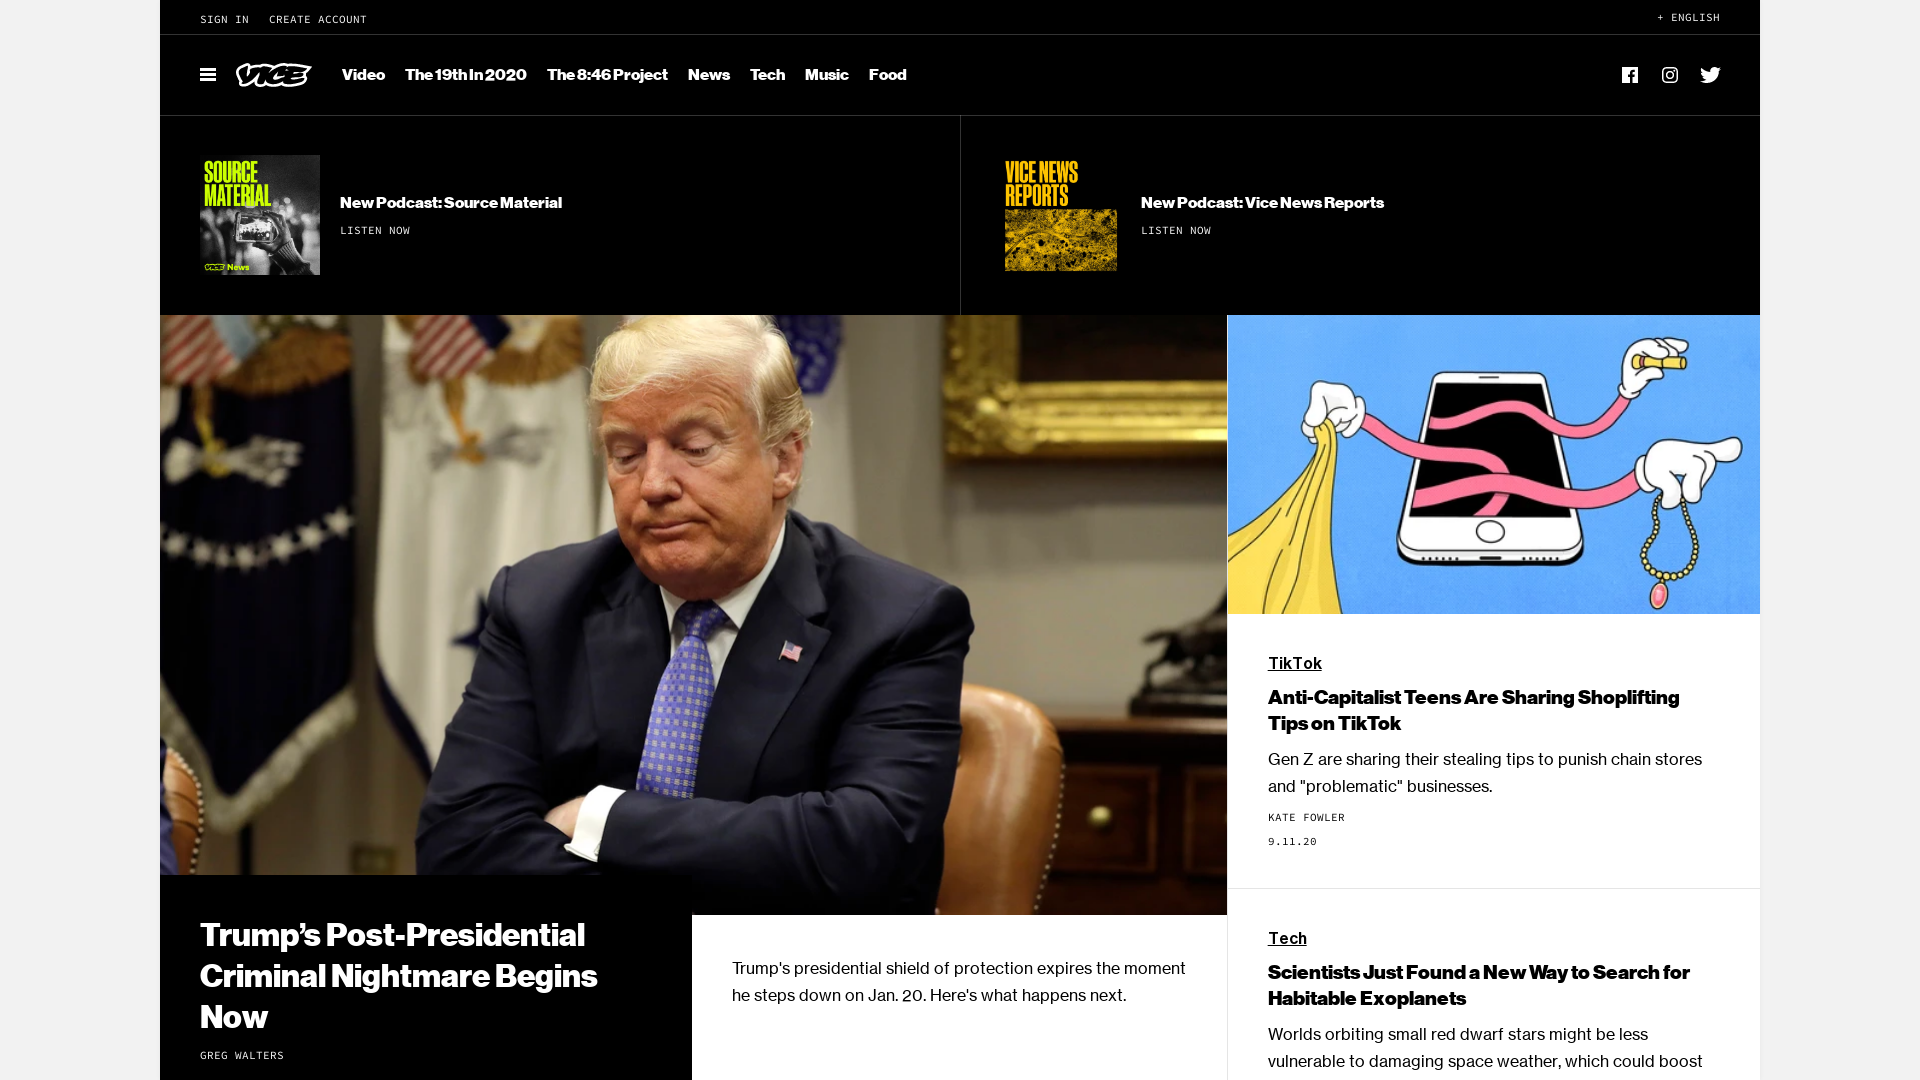 SIGN IN CREATE ACCOUNT
+ ENGLISH
VICE
Video The 19th In 2020 The 8:46 Project News Tech Music Food
SOURCE
MATERIAL
VICE News
New Podcast: Source Material
LISTEN NOW
VICE NEWS
REPORTS
New Podcast: Vice News Reports
LISTEN NOW
Trump’s Post-Presidential
Criminal Nightmare Begins
Now
GREG WALTERS
Trump's presidential shield of protection expires the moment
he steps down on Jan. 20. Here's what happens next.
TikTok
Anti-Capitalist Teens Are Sharing Shoplifting
Tips on TikTok
Gen Z are sharing their stealing tips to punish chain stores
and "problematic" businesses.
KATE FOWLER
9.11.20
Tech
Scientists Just Found a New Way to Search for
Habitable Exoplanets
Worlds orbiting small red dwarf stars might be less
vulnerable to damaging space weather, which could boost